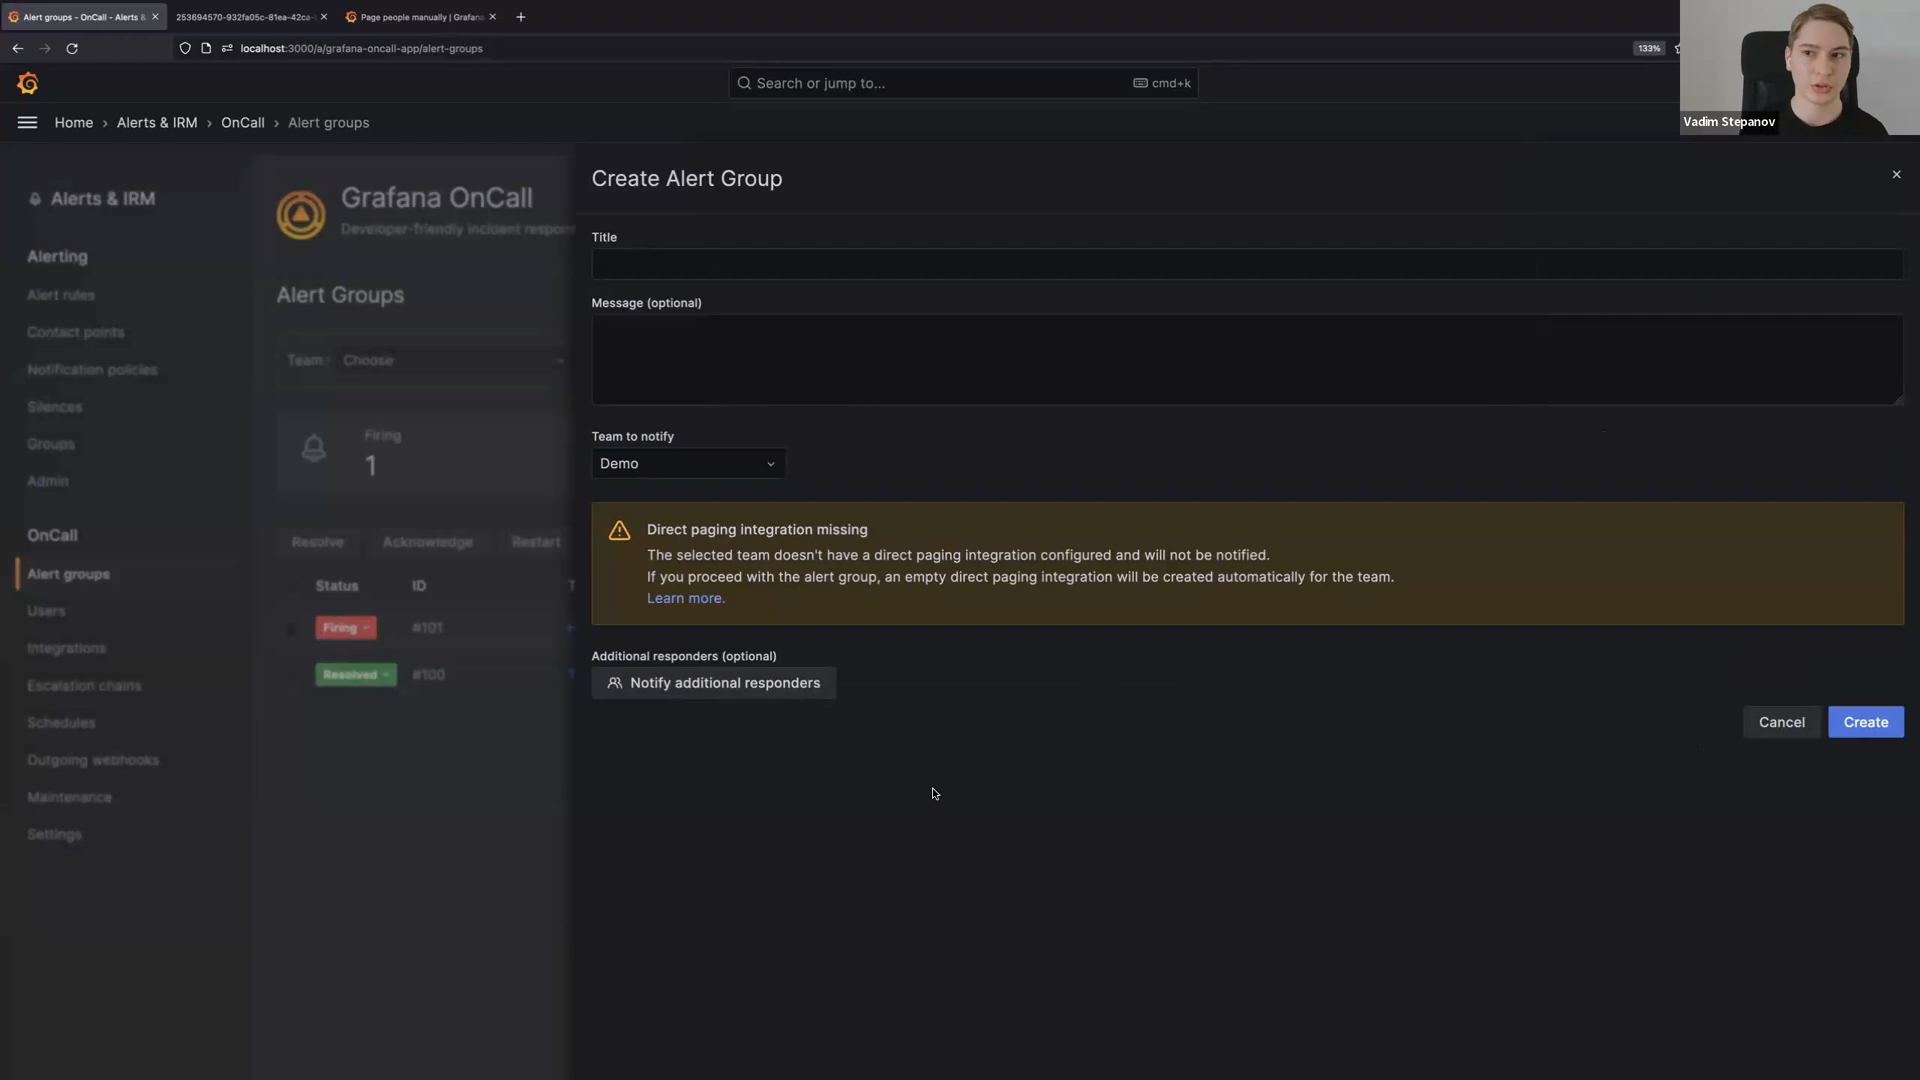 Alert groups - OnCall - Alerts &
253694570-932fa05c-81ea-42ca-
Page people manually | Grafana
localhost:3000/a/grafana-oncall-app/alert-groups
133%
Search or jump to...
cmd+k
Vadim Stepanov
Home › Alerts & IRM › OnCall › Alert groups
Alerts & IRM
Alerting
Alert rules
Contact points
Notification policies
Silences
Groups
Admin
OnCall
Alert groups
Users
Integrations
Escalation chains
Schedules
Outgoing webhooks
Maintenance
Settings
Grafana OnCall
Developer-friendly incident respon
Alert Groups
Team
Choose
Firing
1
Resolve
Acknowledge
Restart
Status
ID
T
Firing
#101
Resolved
#100
Create Alert Group
Title
Message (optional)
Team to notify
Demo
Direct paging integration missing
The selected team doesn't have a direct paging integration configured and will not be notified.
If you proceed with the alert group, an empty direct paging integration will be created automatically for the team.
Learn more.
Additional responders (optional)
Notify additional responders
Cancel
Create